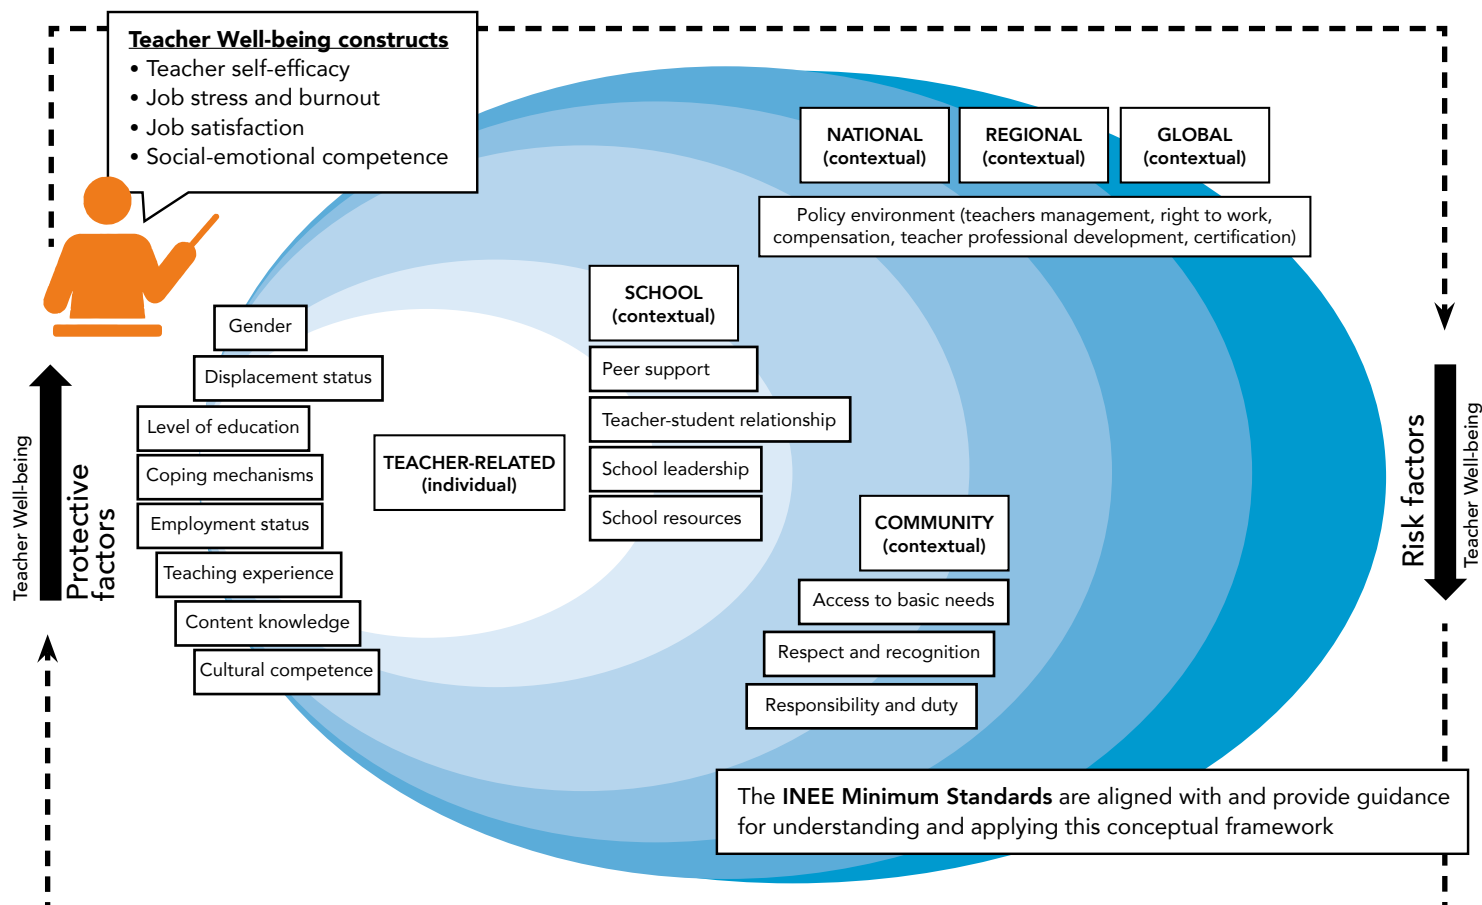 Teacher Well-being constructs
• Teacher self-efficacy
• Job stress and burnout
• Job satisfaction
• Social-emotional competence
NATIONAL
(contextual)
REGIONAL
(contextual)
GLOBAL
(contextual)
Policy environment (teachers management, right to work,
compensation, teacher professional development, certification)
SCHOOL
(contextual)
Peer support
Teacher-student relationship
School leadership
School resources
Gender
Displacement status
Level of education
Coping mechanisms
Employment status
Teaching experience
Content knowledge
Cultural competence
TEACHER-RELATED
(individual)
COMMUNITY
(contextual)
Access to basic needs
Respect and recognition
Responsibility and duty
Teacher Well-being
Protective
factors
Risk factors
Teacher Well-being
The INEE Minimum Standards are aligned with and provide guidance
for understanding and applying this conceptual framework